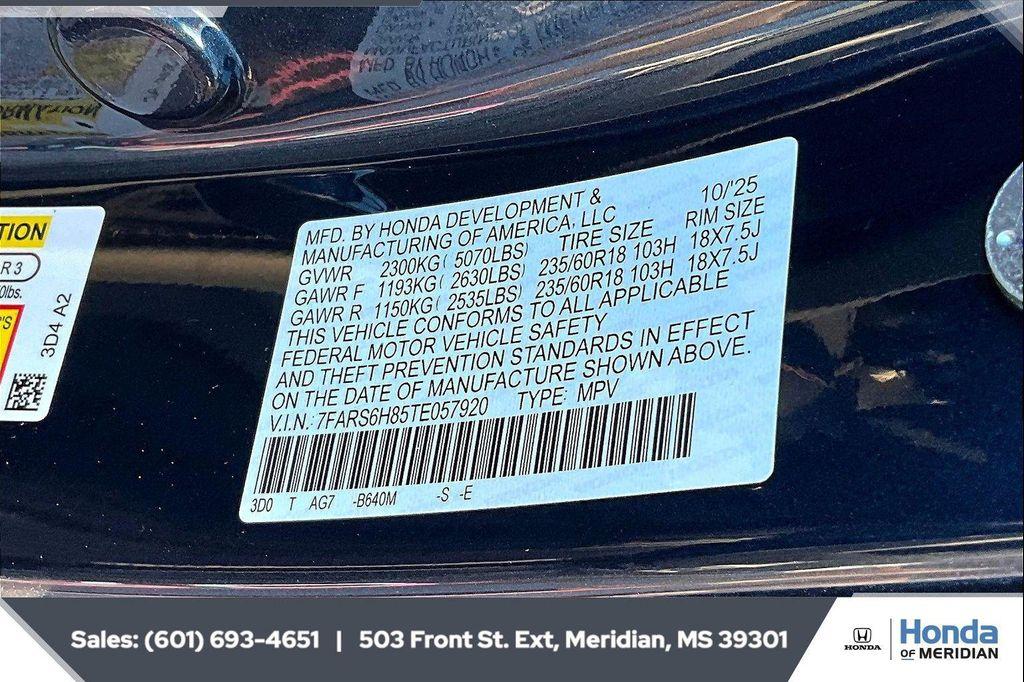 MFD. BY HONDA DEVELOPMENT & 10/'25
MANUFACTURING OF AMERICA, LLC
GVWR 2300KG( 5070LBS) TIRE SIZE RIM SIZE
GAWR F 1193KG( 2630LBS) 235/60R18 103H 18X7.5J
GAWR R 1150KG( 2535LBS) 235/60R18 103H 18X7.5J
THIS VEHICLE CONFORMS TO ALL APPLICABLE
FEDERAL MOTOR VEHICLE SAFETY
AND THEFT PREVENTION STANDARDS IN EFFECT
ON THE DATE OF MANUFACTURE SHOWN ABOVE.
V.I.N.: 7FARS6H85TE057920 TYPE: MPV
3D0 T AG7 -B640M -S -E
R3
3D4 A2
Sales: (601) 693-4651 | 503 Front St. Ext, Meridian, MS 39301
HONDA
Honda
OF MERIDIAN